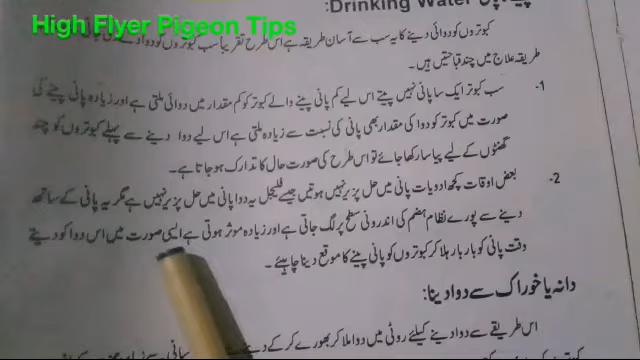 High Flyer Pigeon Tips
Drinking Water:
کبوتروں کو دوائی دینے کا یہ سب سے آسان طریقہ ہے اس طرح تقریباً سب کبوتروں کو دوا
طریقہ علاج میں چند قباحتیں ہیں۔
1- سب کبوتر ایک سا پانی نہیں پیتے اس لیے کم پانی پینے والے کبوتر کو کم مقدار میں دوائی ملتی ہے اور زیادہ پانی پینے کی
صورت میں کبوتر کو دوا کی مقدار بھی پانی کی نسبت سے زیادہ ملتی ہے اس لیے دوا دینے سے پہلے کبوتروں کو چند
گھنٹوں کے لیے پیاسا رکھا جائے تو اس طرح کی صورت حال کا تدارک ہو جاتا ہے۔
2- بعض اوقات کچھ ادویات پانی میں حل پزیر نہیں ہوتیں جیسے فلیجل یہ دوا پانی میں حل پزیر نہیں ہے مگر یہ پانی کے ساتھ
دینے سے پورے نظام ہضم کی اندرونی سطح پر لگ جاتی ہے اور زیادہ موثر ہوتی ہے ایسی صورت میں اس دوا کو دیتے
وقت پانی کو بار بار ہلا کر کبوتروں کو پانی پینے کا موقع دینا چاہیئے۔
دانہ یا خوراک سے دوا دینا:
اس طریقے سے دوا دینے کیلئے روٹی میں دوا ملا کر بھورے کر کے